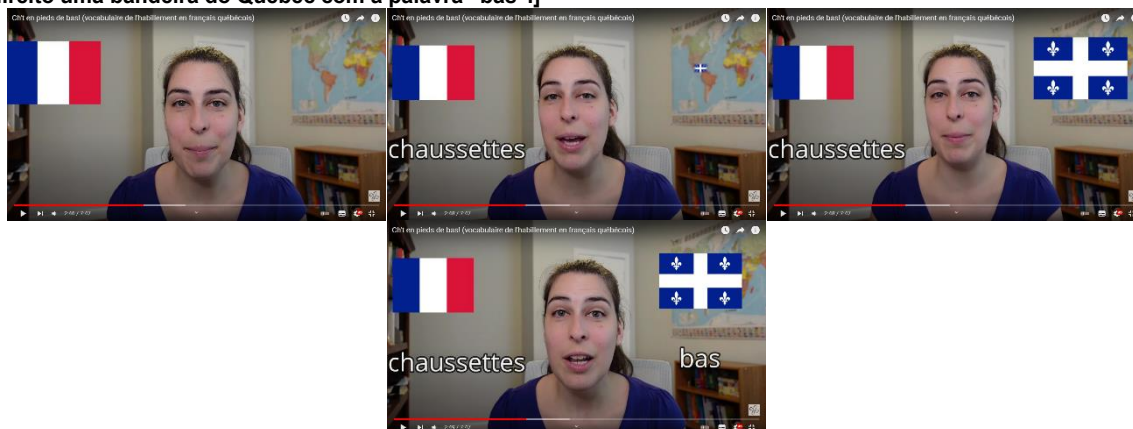 direito uma bandeira do Québec com a palavra "bas".]
Ch't en pieds de bas! (vocabulaire de l'habillement en français québécois)
Ch't en pieds de bas! (vocabulaire de l'habillement en français québécois)
Ch't en pieds de bas! (vocabulaire de l'habillement en français québécois)
chaussettes
chaussettes
Ch't en pieds de bas! (vocabulaire de l'habillement en français québécois)
chaussettes
bas